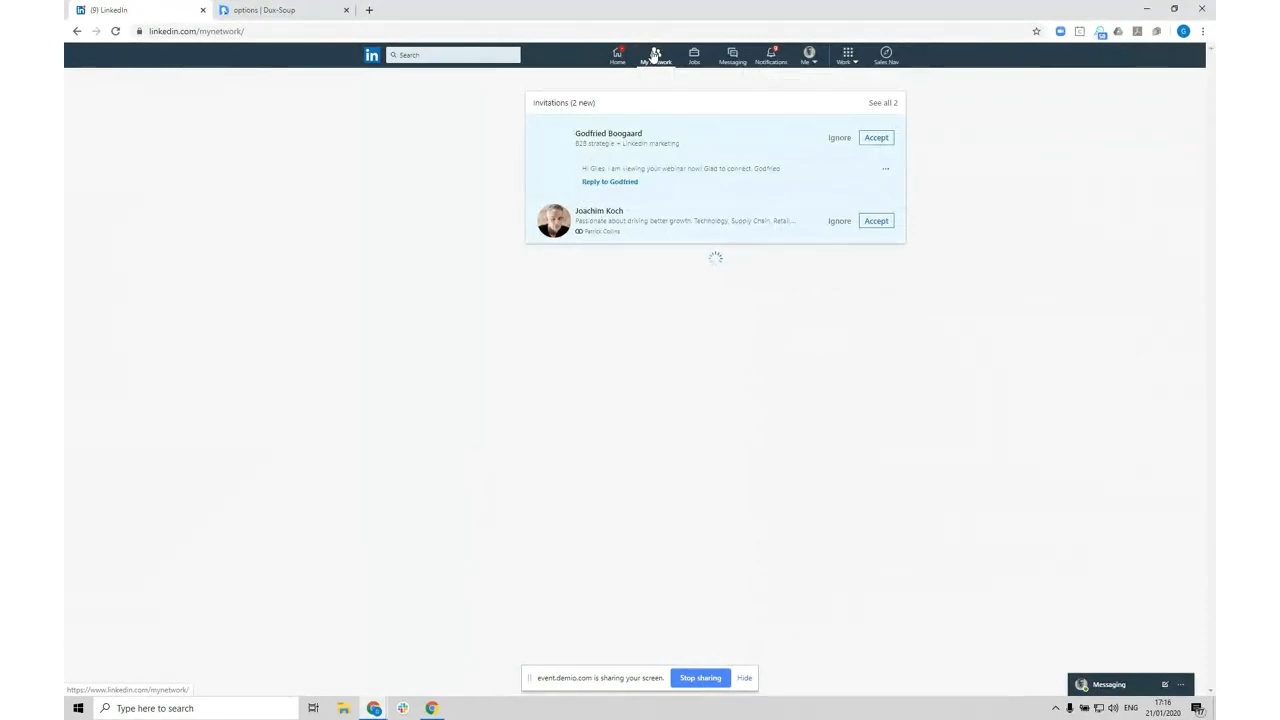 (9) LinkedIn
options | Dux-Soup
linkedin.com/mynetwork/
in
Search
Home
My Network
Jobs
Messaging
Notifications
Me
Work
Sales Nav
Invitations (2 new)
See all 2
Godfried Boogaard
B2B strategie + LinkedIn marketing
Ignore
Accept
Hi Giles. I am viewing your webinar now! Glad to connect. Godfried
Reply to Godfried
Joachim Koch
Passionate about driving better growth. Technology, Supply Chain, Retail,...
Patrick Collins
Ignore
Accept
event.demio.com is sharing your screen.
Stop sharing
Hide
https://www.linkedin.com/mynetwork/
Messaging
Type here to search
ENG
17:16
21/01/2020